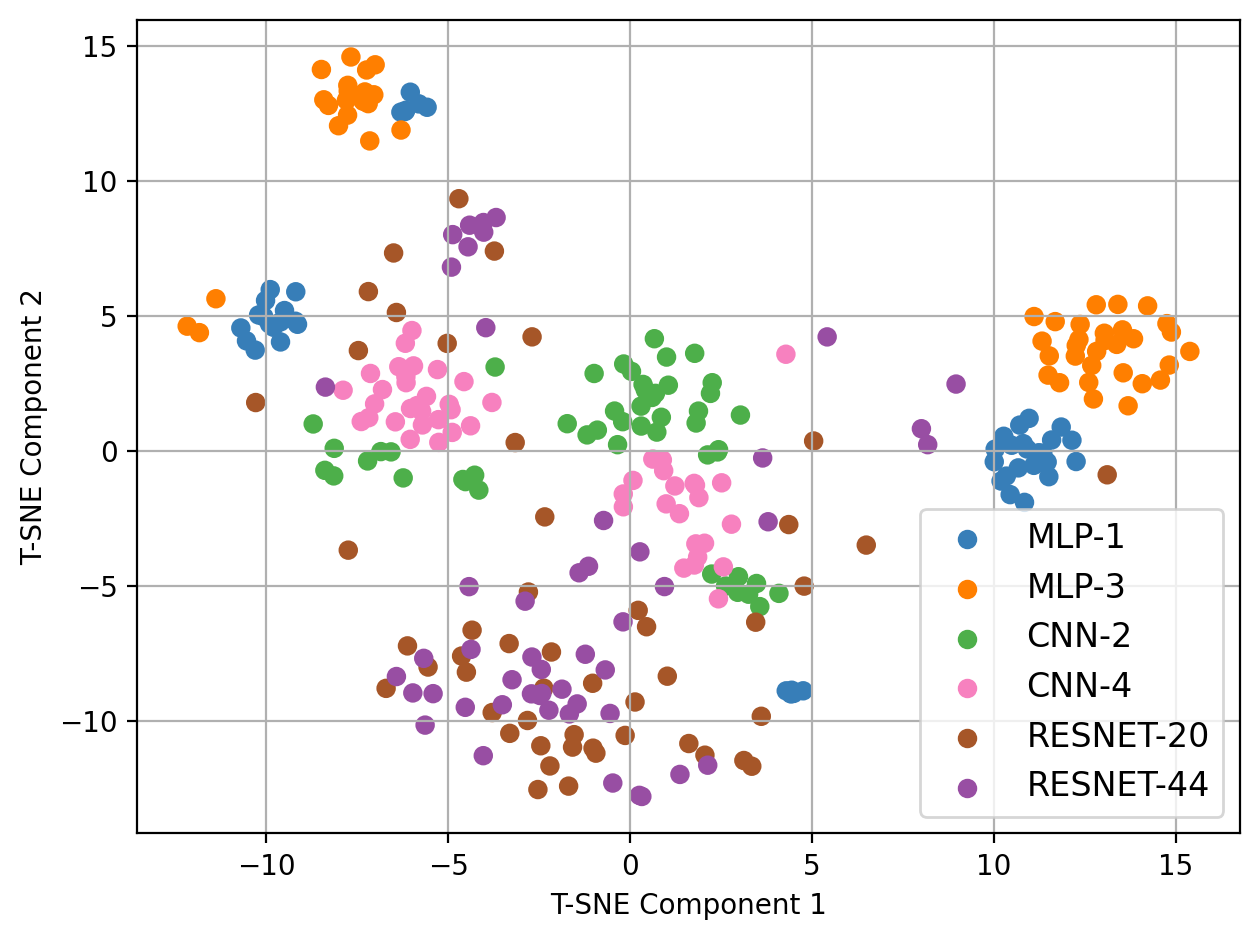 15
10
5
0
−5
−10
T-SNE Component 2
MLP-1
MLP-3
CNN-2
CNN-4
RESNET-20
RESNET-44
−10
−5
0
5
10
15
T-SNE Component 1